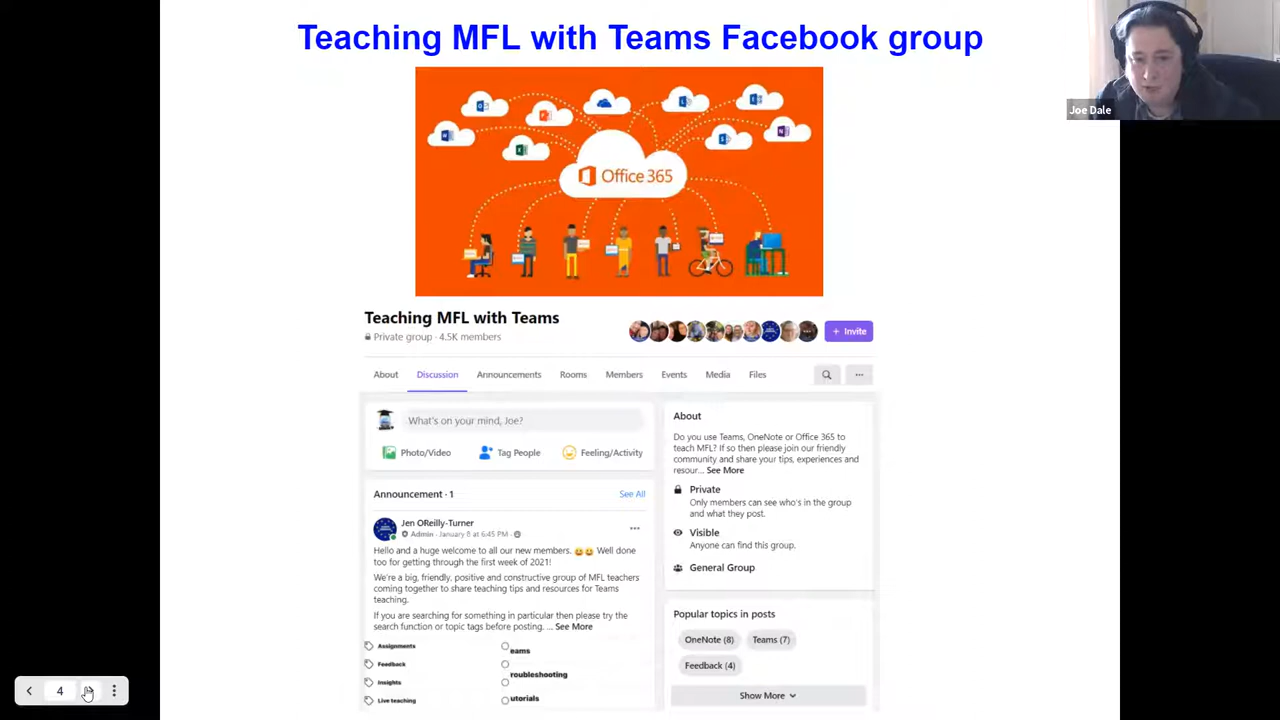 Teaching MFL with Teams Facebook group
Joe Dale
Office 365
Teaching MFL with Teams
Private group · 4.5K members
+ Invite
About Discussion Announcements Rooms Members Events Media Files
What's on your mind, Joe?
Photo/Video Tag People Feeling/Activity
Announcement · 1 See All
Jen OReilly-Turner
Admin · January 8 at 6:45 PM ·
Hello and a huge welcome to all our new members. 😀😀 Well done
too for getting through the first week of 2021!
We're a big, friendly, positive and constructive group of MFL teachers
coming together to share teaching tips and resources for Teams
teaching.
If you are searching for something in particular then please try the
search function or topic tags before posting. ... See More
Assignments
Feedback
Insights
Live teaching
eams
roubleshooting
utorials
About
Do you use Teams, OneNote or Office 365 to
teach MFL? If so then please join our friendly
community and share your tips, experiences and
resour... See More
Private
Only members can see who's in the group
and what they post.
Visible
Anyone can find this group.
General Group
Popular topics in posts
OneNote (8) Teams (7)
Feedback (4)
Show More
4